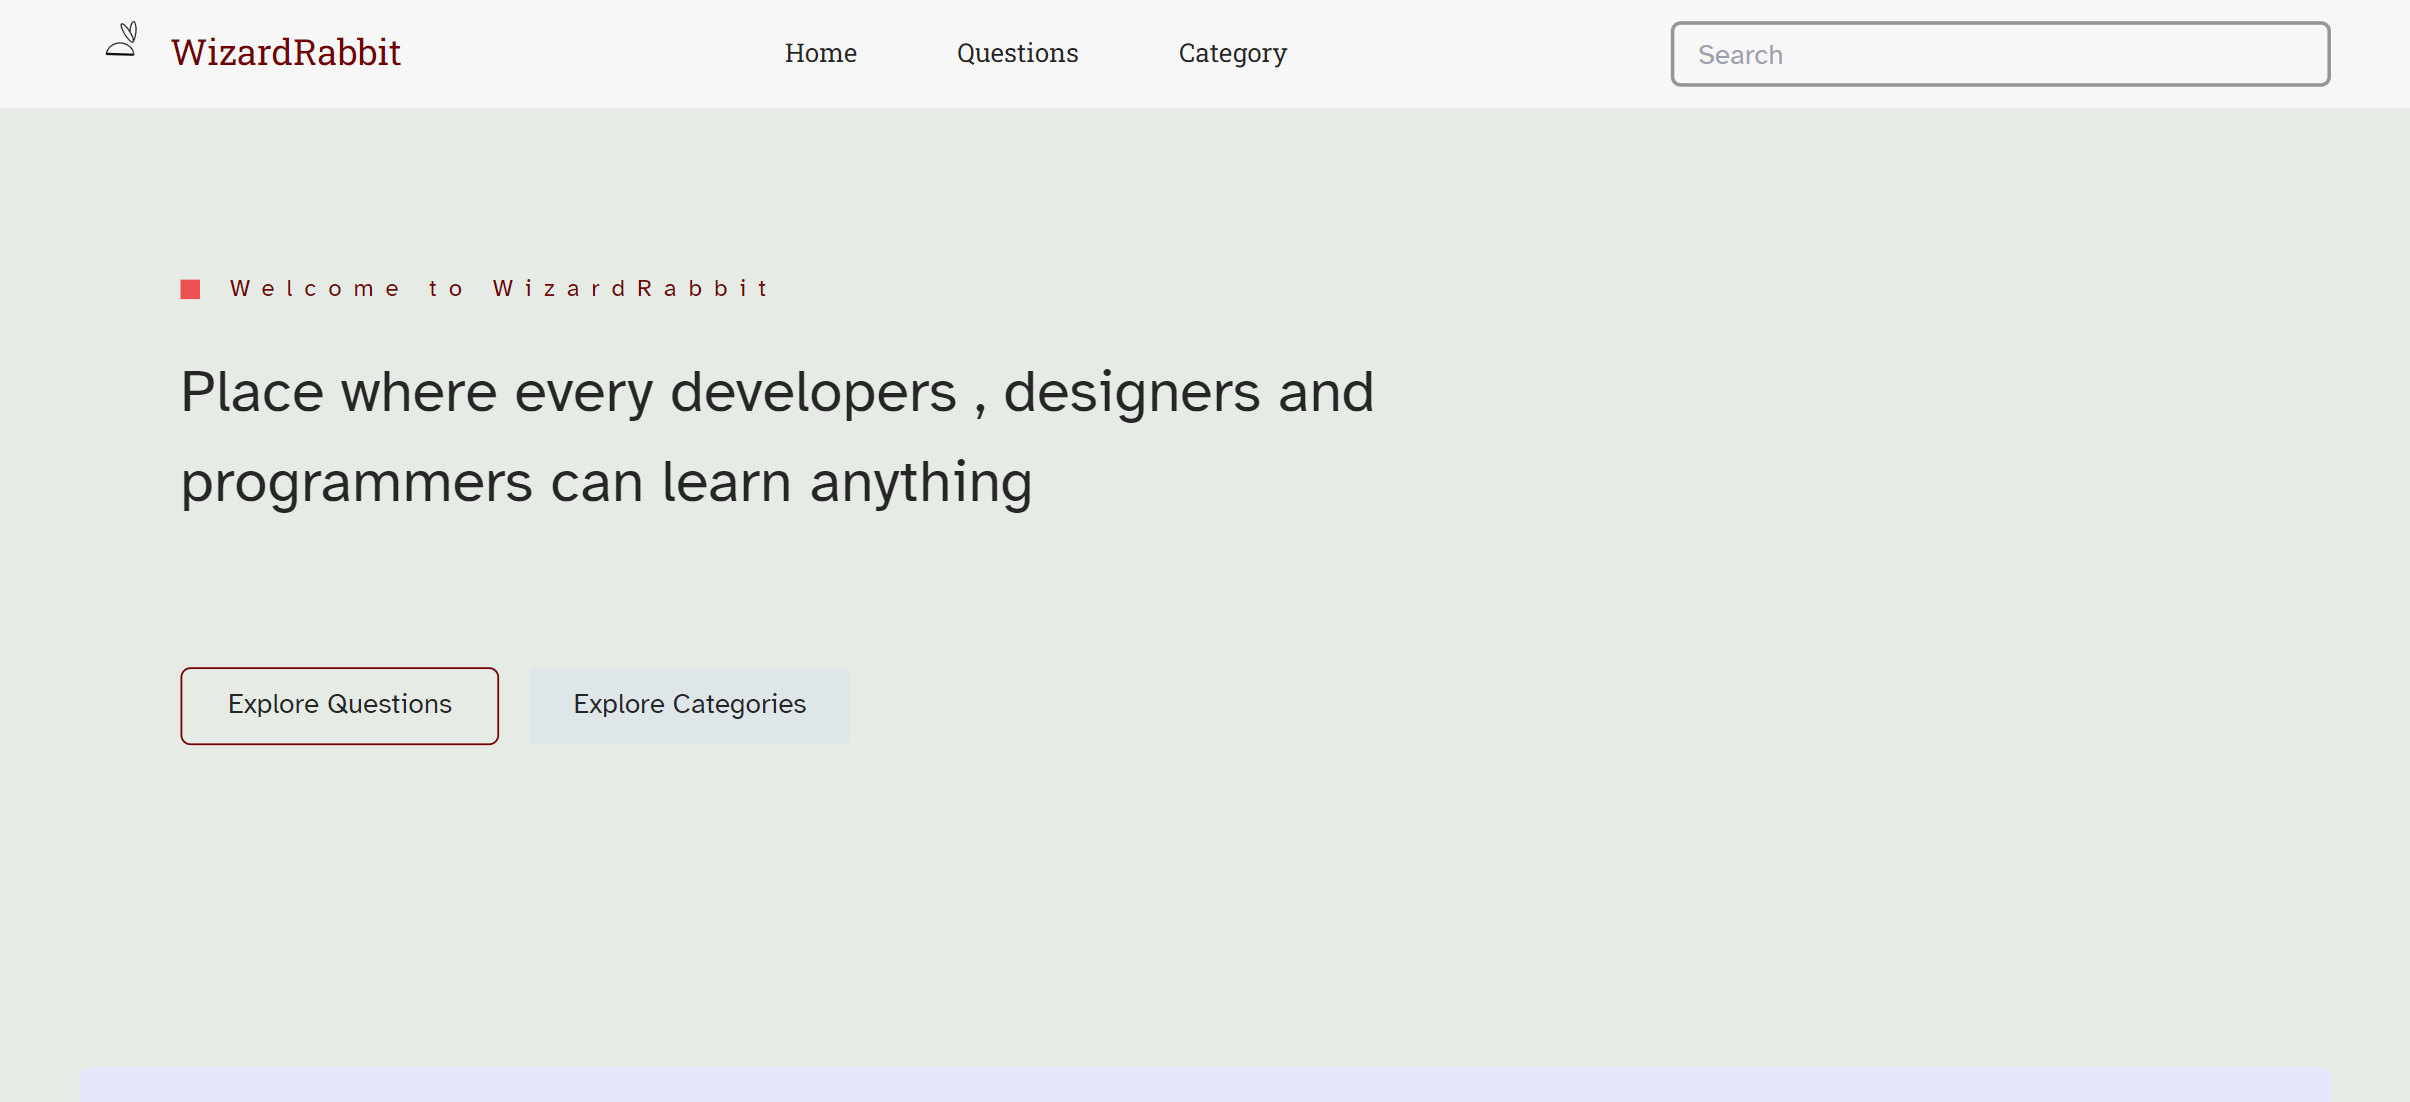 WizardRabbit
Home
Questions
Category
Search
Welcome to WizardRabbit
Place where every developers , designers and
programmers can learn anything
Explore Questions
Explore Categories